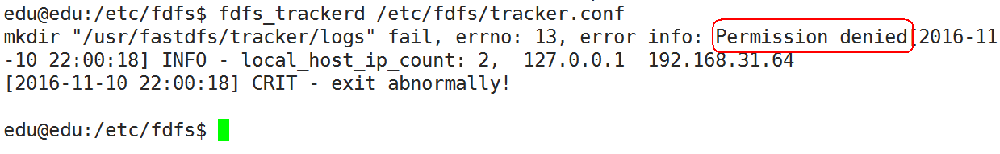 edu@edu:/etc/fdfs$ fdfs_trackerd /etc/fdfs/tracker.conf
mkdir "/usr/fastdfs/tracker/logs" fail, errno: 13, error info: Permission denied[2016-11
-10 22:00:18] INFO - local_host_ip_count: 2,  127.0.0.1  192.168.31.64
[2016-11-10 22:00:18] CRIT - exit abnormally!
edu@edu:/etc/fdfs$